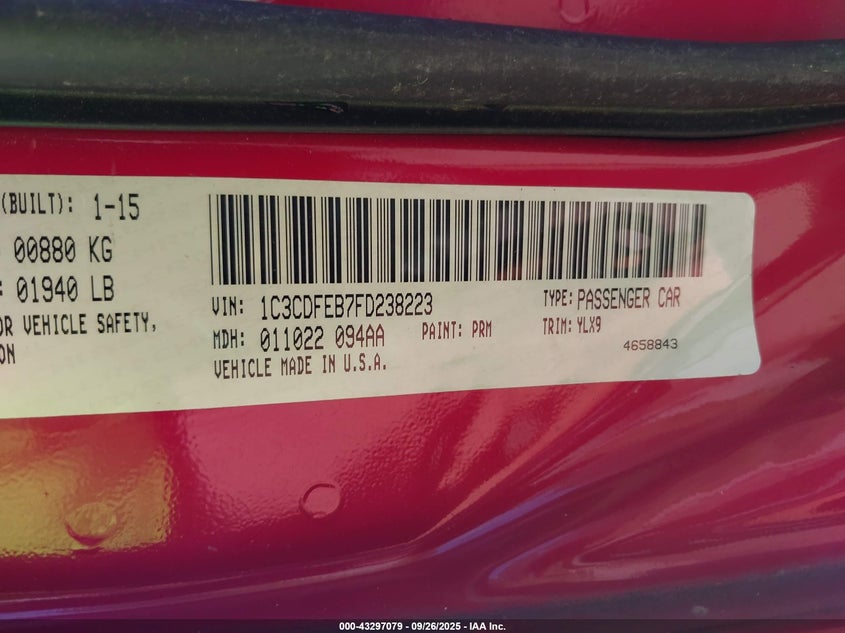 (BUILT): 1-15
00880 KG
01940 LB
OR VEHICLE SAFETY,
ON
VIN: 1C3CDFEB7FD238223 TYPE: PASSENGER CAR
MDH: 011022 094AA PAINT: PRM TRIM: YLX9
VEHICLE MADE IN U.S.A. 4658843
000-43297079 - 09/26/2025 - IAA Inc.